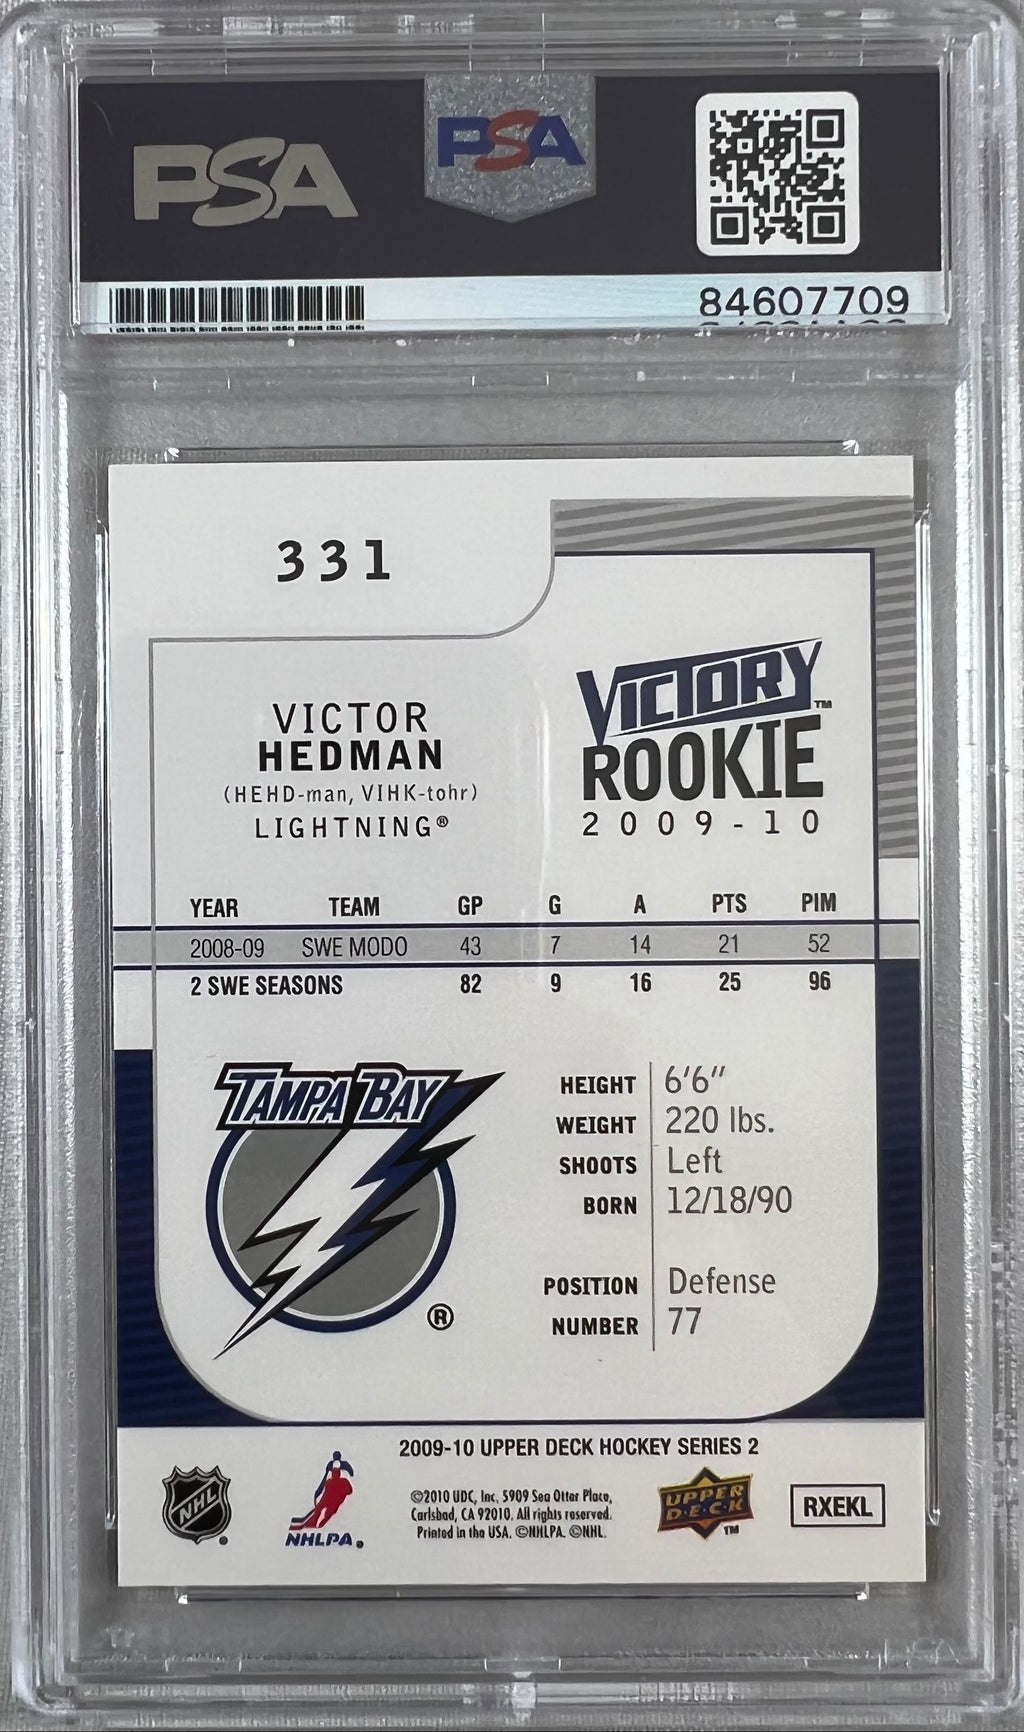 PSA
PSA
84607709
331
VICTOR
HEDMAN
(HEHD-man, VIHK-tohr)
LIGHTNING®
VICTORY™
ROOKIE
2009-10
YEAR TEAM GP G A PTS PIM
2008-09 SWE MODO 43 7 14 21 52
2 SWE SEASONS 82 9 16 25 96
TAMPA BAY
®
HEIGHT 6'6"
WEIGHT 220 lbs.
SHOOTS Left
BORN 12/18/90
POSITION Defense
NUMBER 77
2009-10 UPPER DECK HOCKEY SERIES 2
NHL
NHLPA
©2010 UDC, Inc. 5909 Sea Otter Place,
Carlsbad, CA 92010. All rights reserved.
Printed in the USA. ©NHLPA. ©NHL.
UPPER
DECK
TM
RXEKL